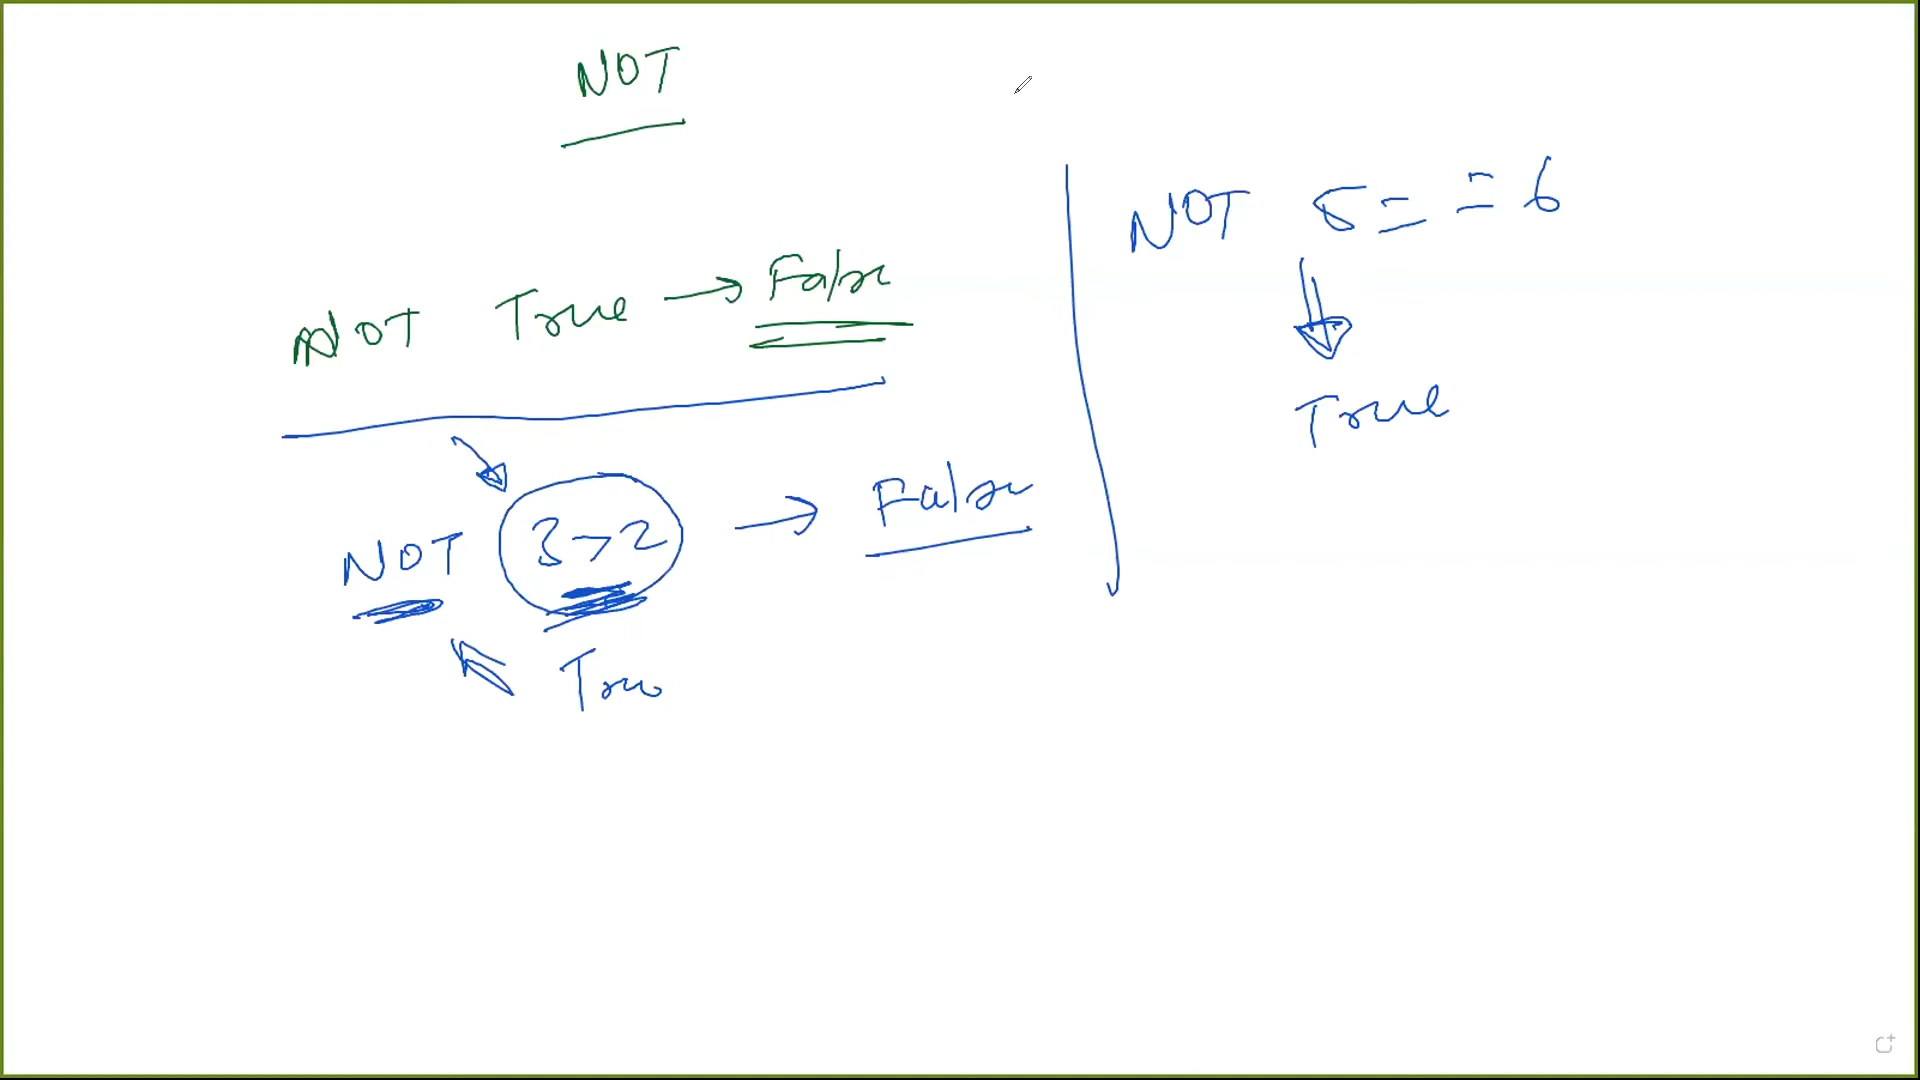 NOT
NOT True → False
NOT 3>2 → False
True
NOT 5 == 6
True